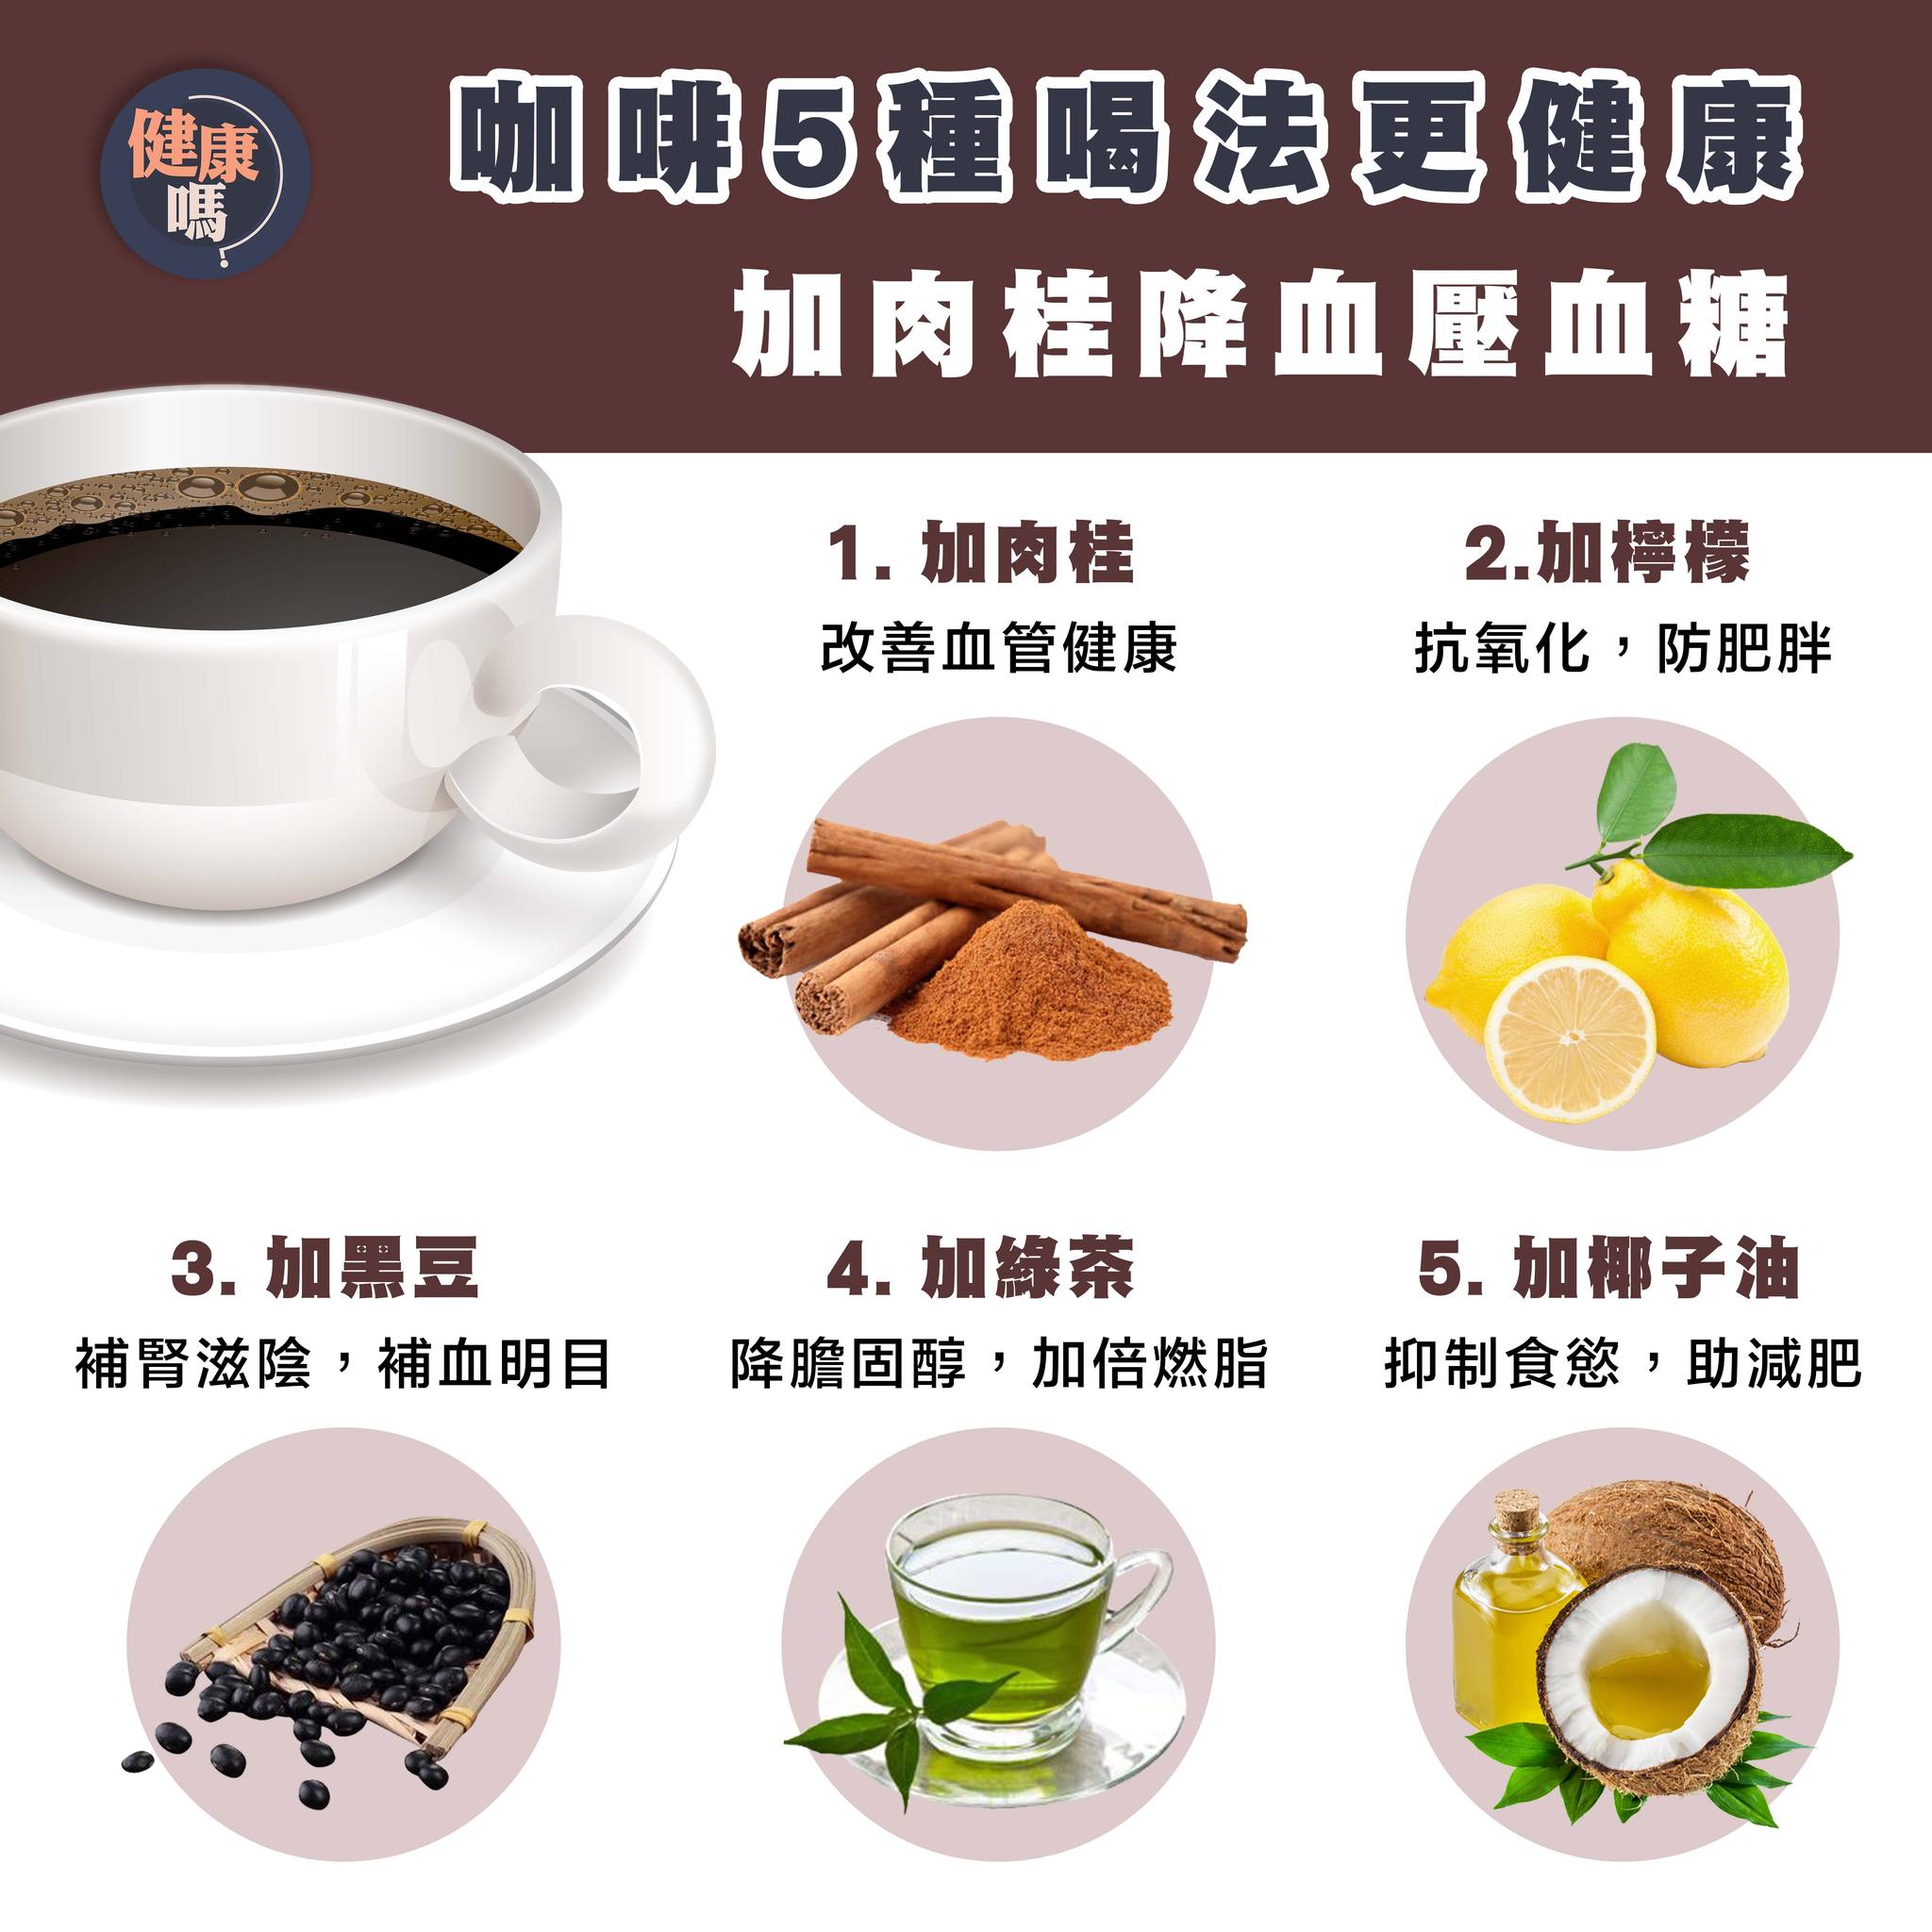 健康
嗎?
咖啡5種喝法更健康
加肉桂降血壓血糖
1. 加肉桂
改善血管健康
2.加檸檬
抗氧化，防肥胖
3. 加黑豆
補腎滋陰，補血明目
4. 加綠茶
降膽固醇，加倍燃脂
5. 加椰子油
抑制食慾，助減肥